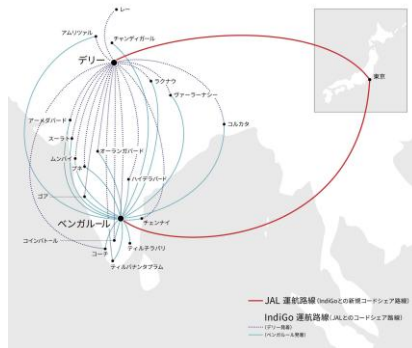 レー
アムリツァル
チャンディガール
デリー
東京
ラクナウ
ヴァーラーナシー
コルカタ
アーメダバード
スーラト
オーランガバード
ムンバイ
プネ
ハイデラバード
ゴア
ベンガルール
チェンナイ
コインバトール
ティルチラパリ
コーチ
ティルバナンタプラム
JAL 運航路線(IndiGoとの新規コードシェア路線)
IndiGo 運航路線(JALとのコードシェア路線)
(デリー発着)
(ベンガルール発着)